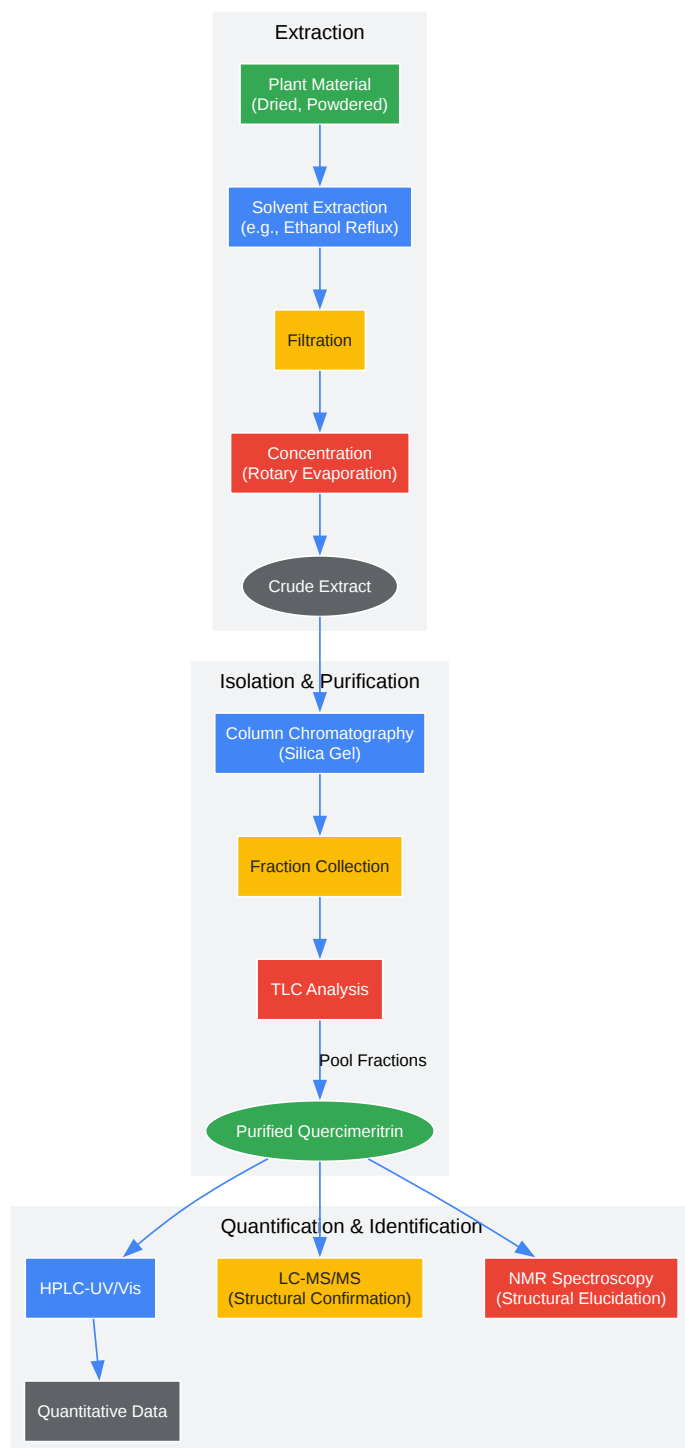 Extraction
Plant Material
(Dried, Powdered)
Solvent Extraction
(e.g., Ethanol Reflux)
Filtration
Concentration
(Rotary Evaporation)
Crude Extract
Isolation & Purification
Column Chromatography
(Silica Gel)
Fraction Collection
TLC Analysis
Pool Fractions
Purified Quercimeritrin
Quantification & Identification
HPLC-UV/Vis
LC-MS/MS
(Structural Confirmation)
NMR Spectroscopy
(Structural Elucidation)
Quantitative Data